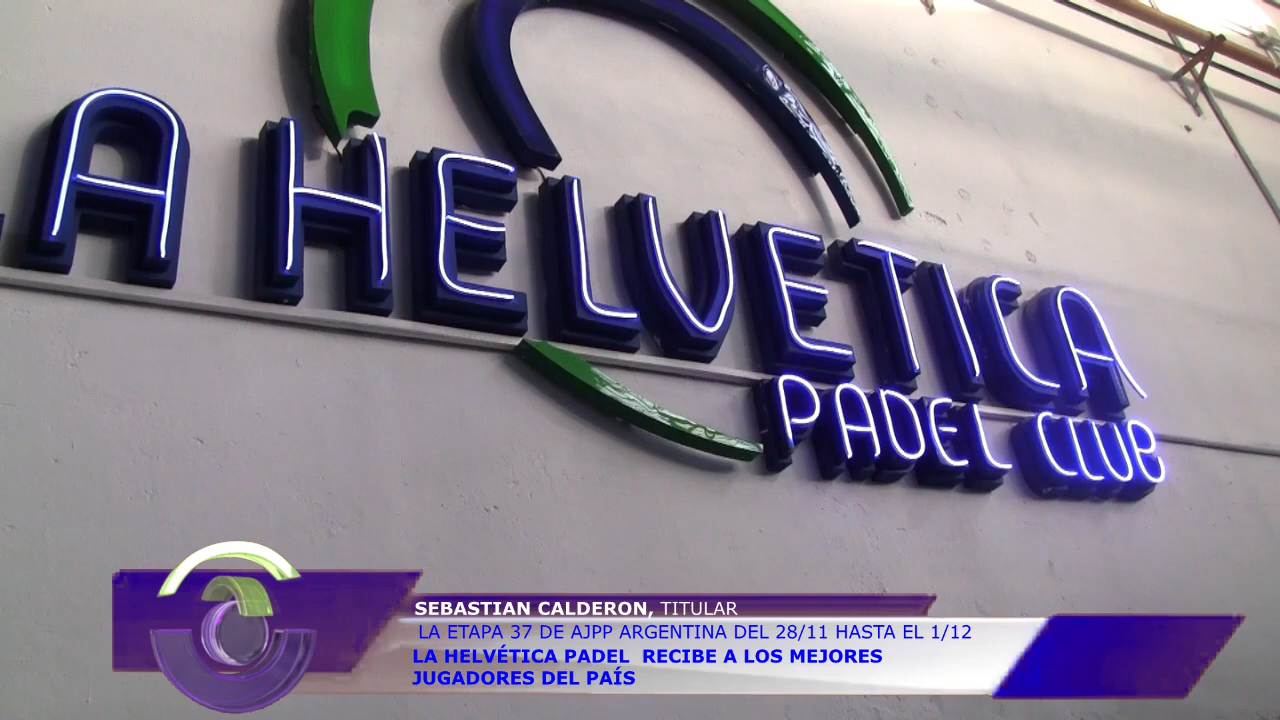 LA HELVETICA
PADEL CLUB
SEBASTIAN CALDERON, TITULAR
LA ETAPA 37 DE AJPP ARGENTINA DEL 28/11 HASTA EL 1/12
LA HELVÉTICA PADEL RECIBE A LOS MEJORES
JUGADORES DEL PAÍS